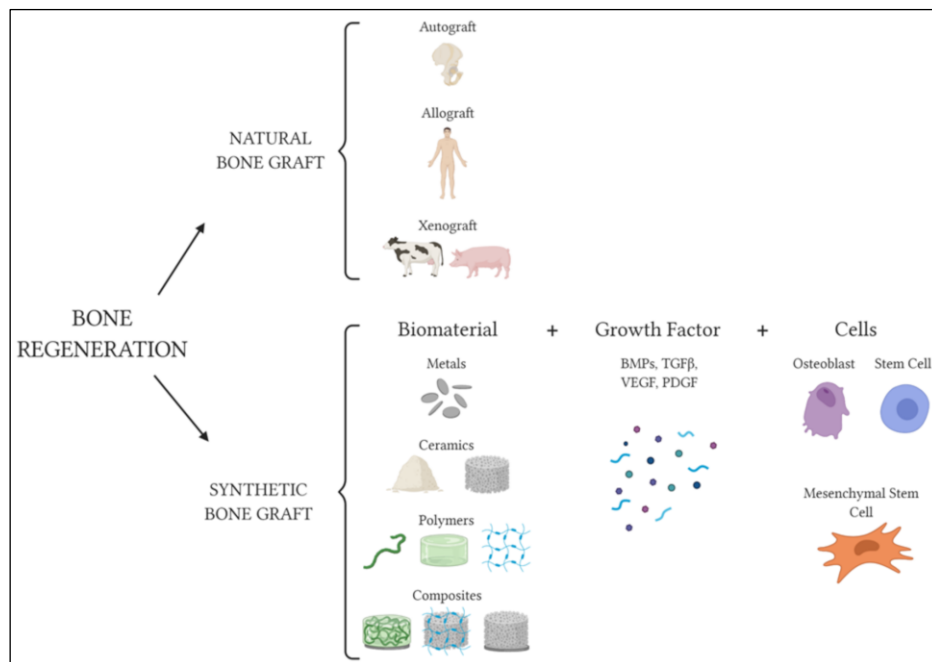 Autograft
NATURAL
BONE GRAFT
Allograft
Xenograft
BONE
REGENERATION
Biomaterial + Growth Factor + Cells
Metals
BMPs, TGFβ,
VEGF, PDGF
Osteoblast
Stem Cell
Ceramics
SYNTHETIC
BONE GRAFT
Mesenchymal Stem
Cell
Polymers
Composites